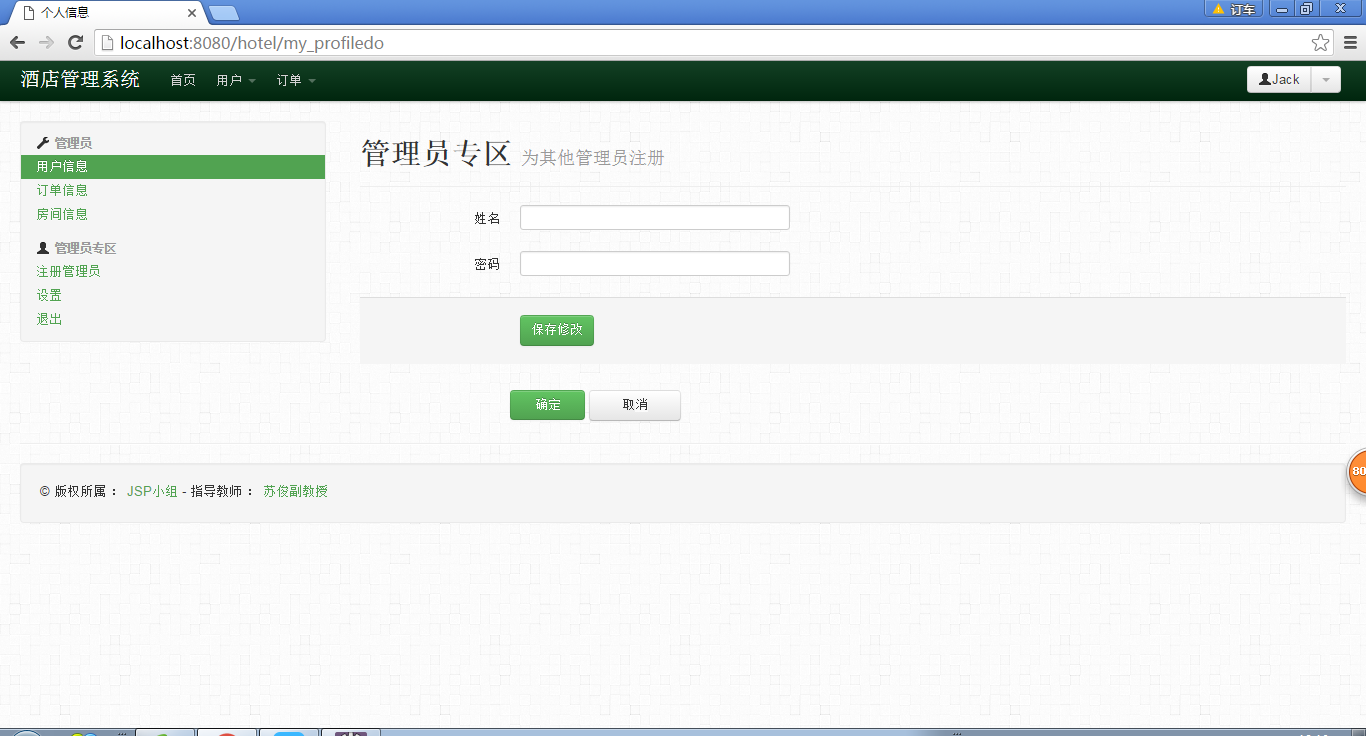 个人信息
订车
localhost:8080/hotel/my_profiledo
酒店管理系统 首页 用户 订单 Jack
管理员
用户信息
订单信息
房间信息
管理员专区
注册管理员
设置
退出
管理员专区 为其他管理员注册
姓名
密码
保存修改
确定 取消
80
© 版权所属 ： JSP小组 - 指导教师 ： 苏俊副教授